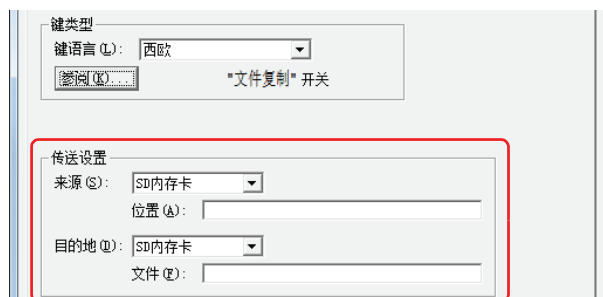 键类型
键语言(L): 西欧
参阅(K)... "文件复制" 开关
传送设置
来源(S): SD内存卡
位置(A):
目的地(D): SD内存卡
文件(F):